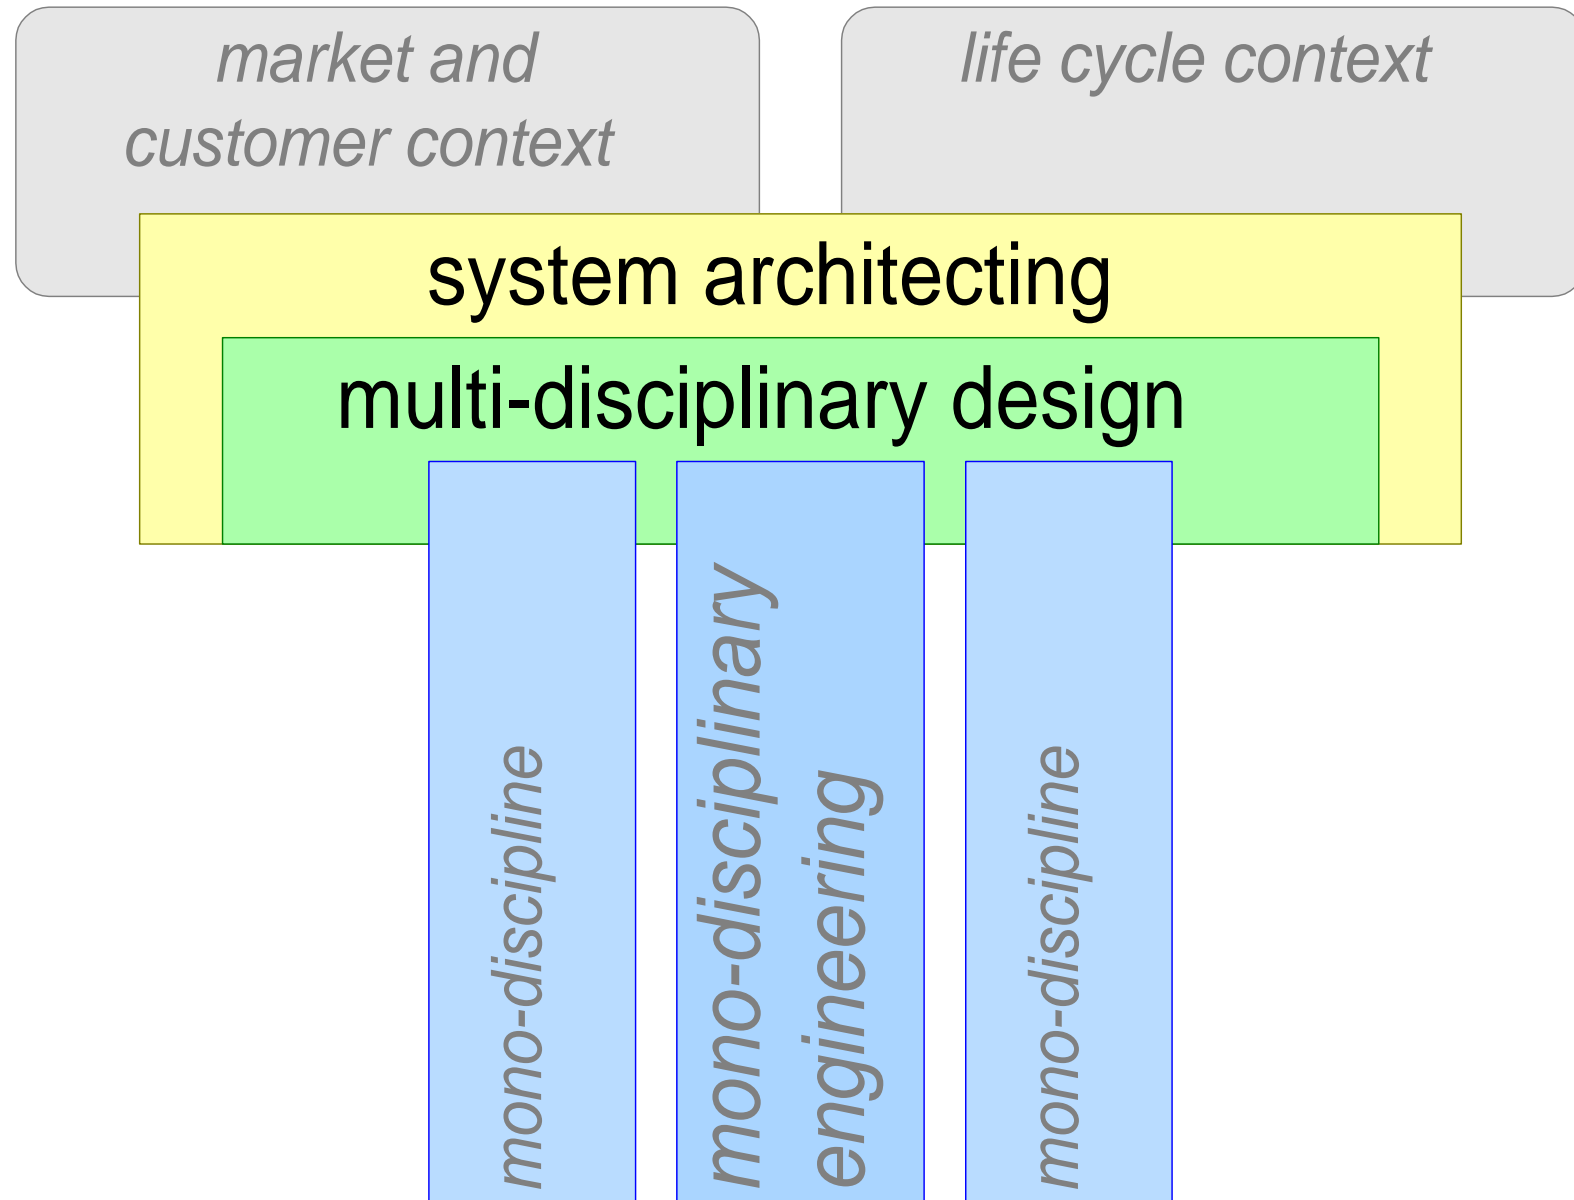 market and
customer context
life cycle context
system architecting
multi-disciplinary design
mono-discipline
mono-disciplinary
engineering
mono-discipline